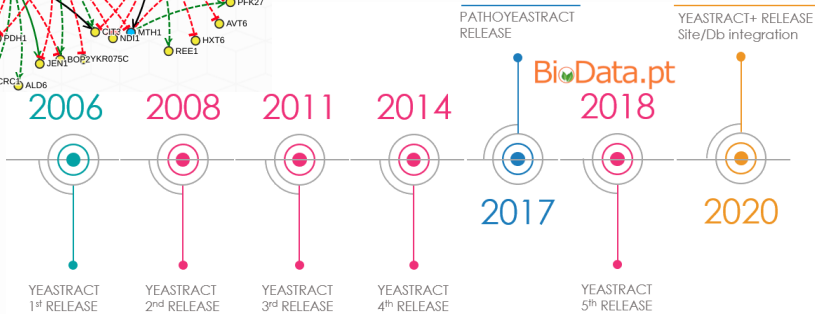 PFK27
AVT6
CIT2
NDI1
MTH1
PDH1
HXT6
REE1
JEN1
BOP2
YKR075C
CRC1
ALD6
PATHOYEASTRACT
RELEASE
YEASTRACT+ RELEASE
Site/Db integration
BioData.pt
2006
2008
2011
2014
2018
2017
2020
YEASTRACT
1st RELEASE
YEASTRACT
2nd RELEASE
YEASTRACT
3rd RELEASE
YEASTRACT
4th RELEASE
YEASTRACT
5th RELEASE